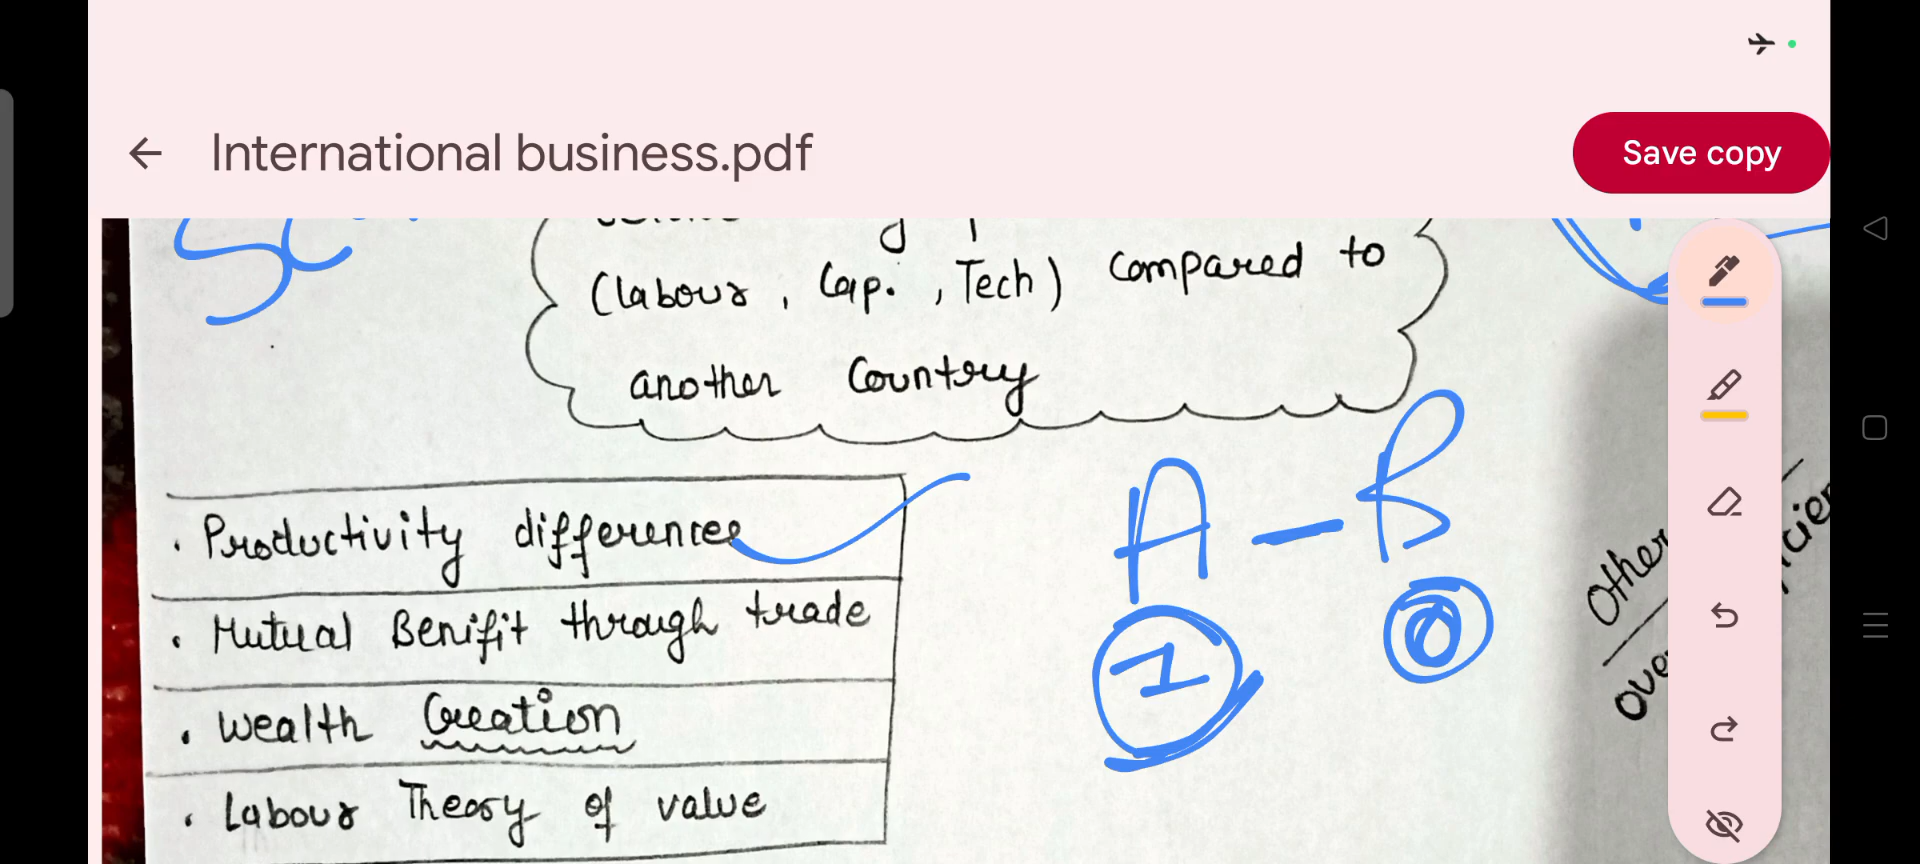 International business.pdf
Save copy
(labour, Cap., Tech) Compared to
another Country
A - B
1 0
. Productivity differences
. Mutual Benifit through trade
. Wealth Creation
. Labour Theory of value
Other